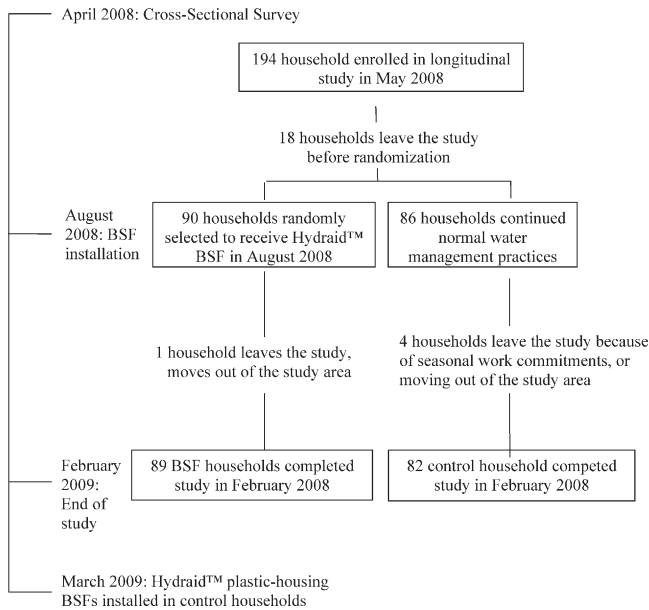 April 2008: Cross-Sectional Survey
194 household enrolled in longitudinal
study in May 2008
18 households leave the study
before randomization
August
2008: BSF
installation
90 households randomly
selected to receive Hydraid™
BSF in August 2008
86 households continued
normal water
management practices
1 household leaves the study,
moves out of the study area
4 households leave the study because
of seasonal work commitments, or
moving out of the study area
February
2009:
End of
study
89 BSF households completed
study in February 2008
82 control household competed
study in February 2008
March 2009: Hydraid™ plastic-housing
BSFs installed in control households